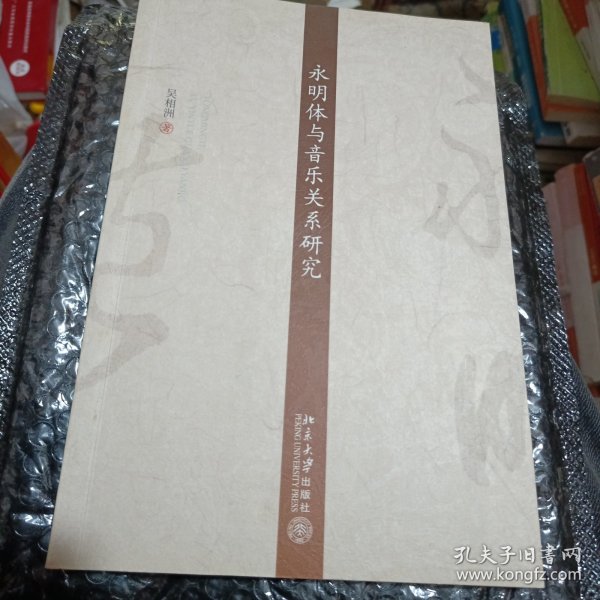 永明体与音乐关系研究
吴相洲 著
北京大学出版社
PEKING UNIVERSITY PRESS
孔夫子旧书网
www.kongfz.com